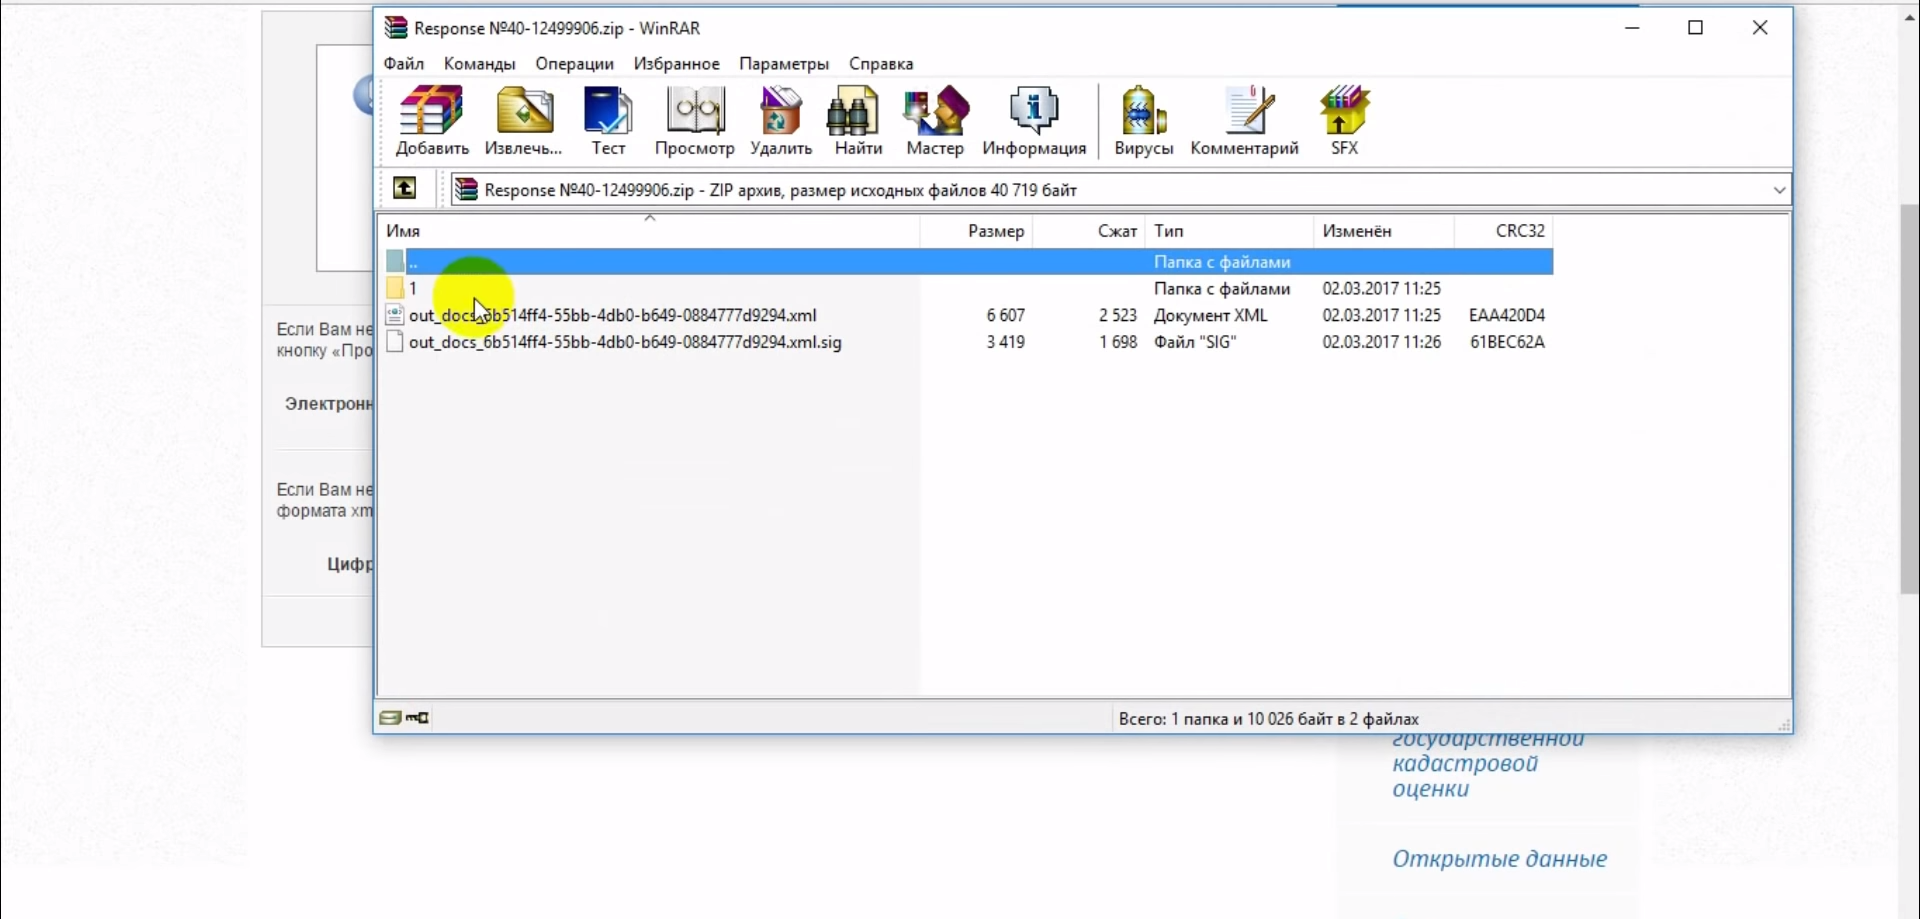 Response №40-12499906.zip - WinRAR
Файл Команды Операции Избранное Параметры Справка
Добавить Извлечь... Тест Просмотр Удалить Найти Мастер Информация Вирусы Комментарий SFX
Response №40-12499906.zip - ZIP архив, размер исходных файлов 40 719 байт
Имя Размер Сжат Тип Изменён CRC32
.. Папка с файлами
1 Папка с файлами 02.03.2017 11:25
out_docs_6b514ff4-55bb-4db0-b649-0884777d9294.xml 6 607 2 523 Документ XML 02.03.2017 11:25 EAA420D4
out_docs_6b514ff4-55bb-4db0-b649-0884777d9294.xml.sig 3 419 1 698 Файл "SIG" 02.03.2017 11:26 61BEC62A
Всего: 1 папка и 10 026 байт в 2 файлах
Если Вам не
кнопку «Про
Электронн
Если Вам не
формата xm
Цифр
государственной
кадастровой
оценки
Открытые данные